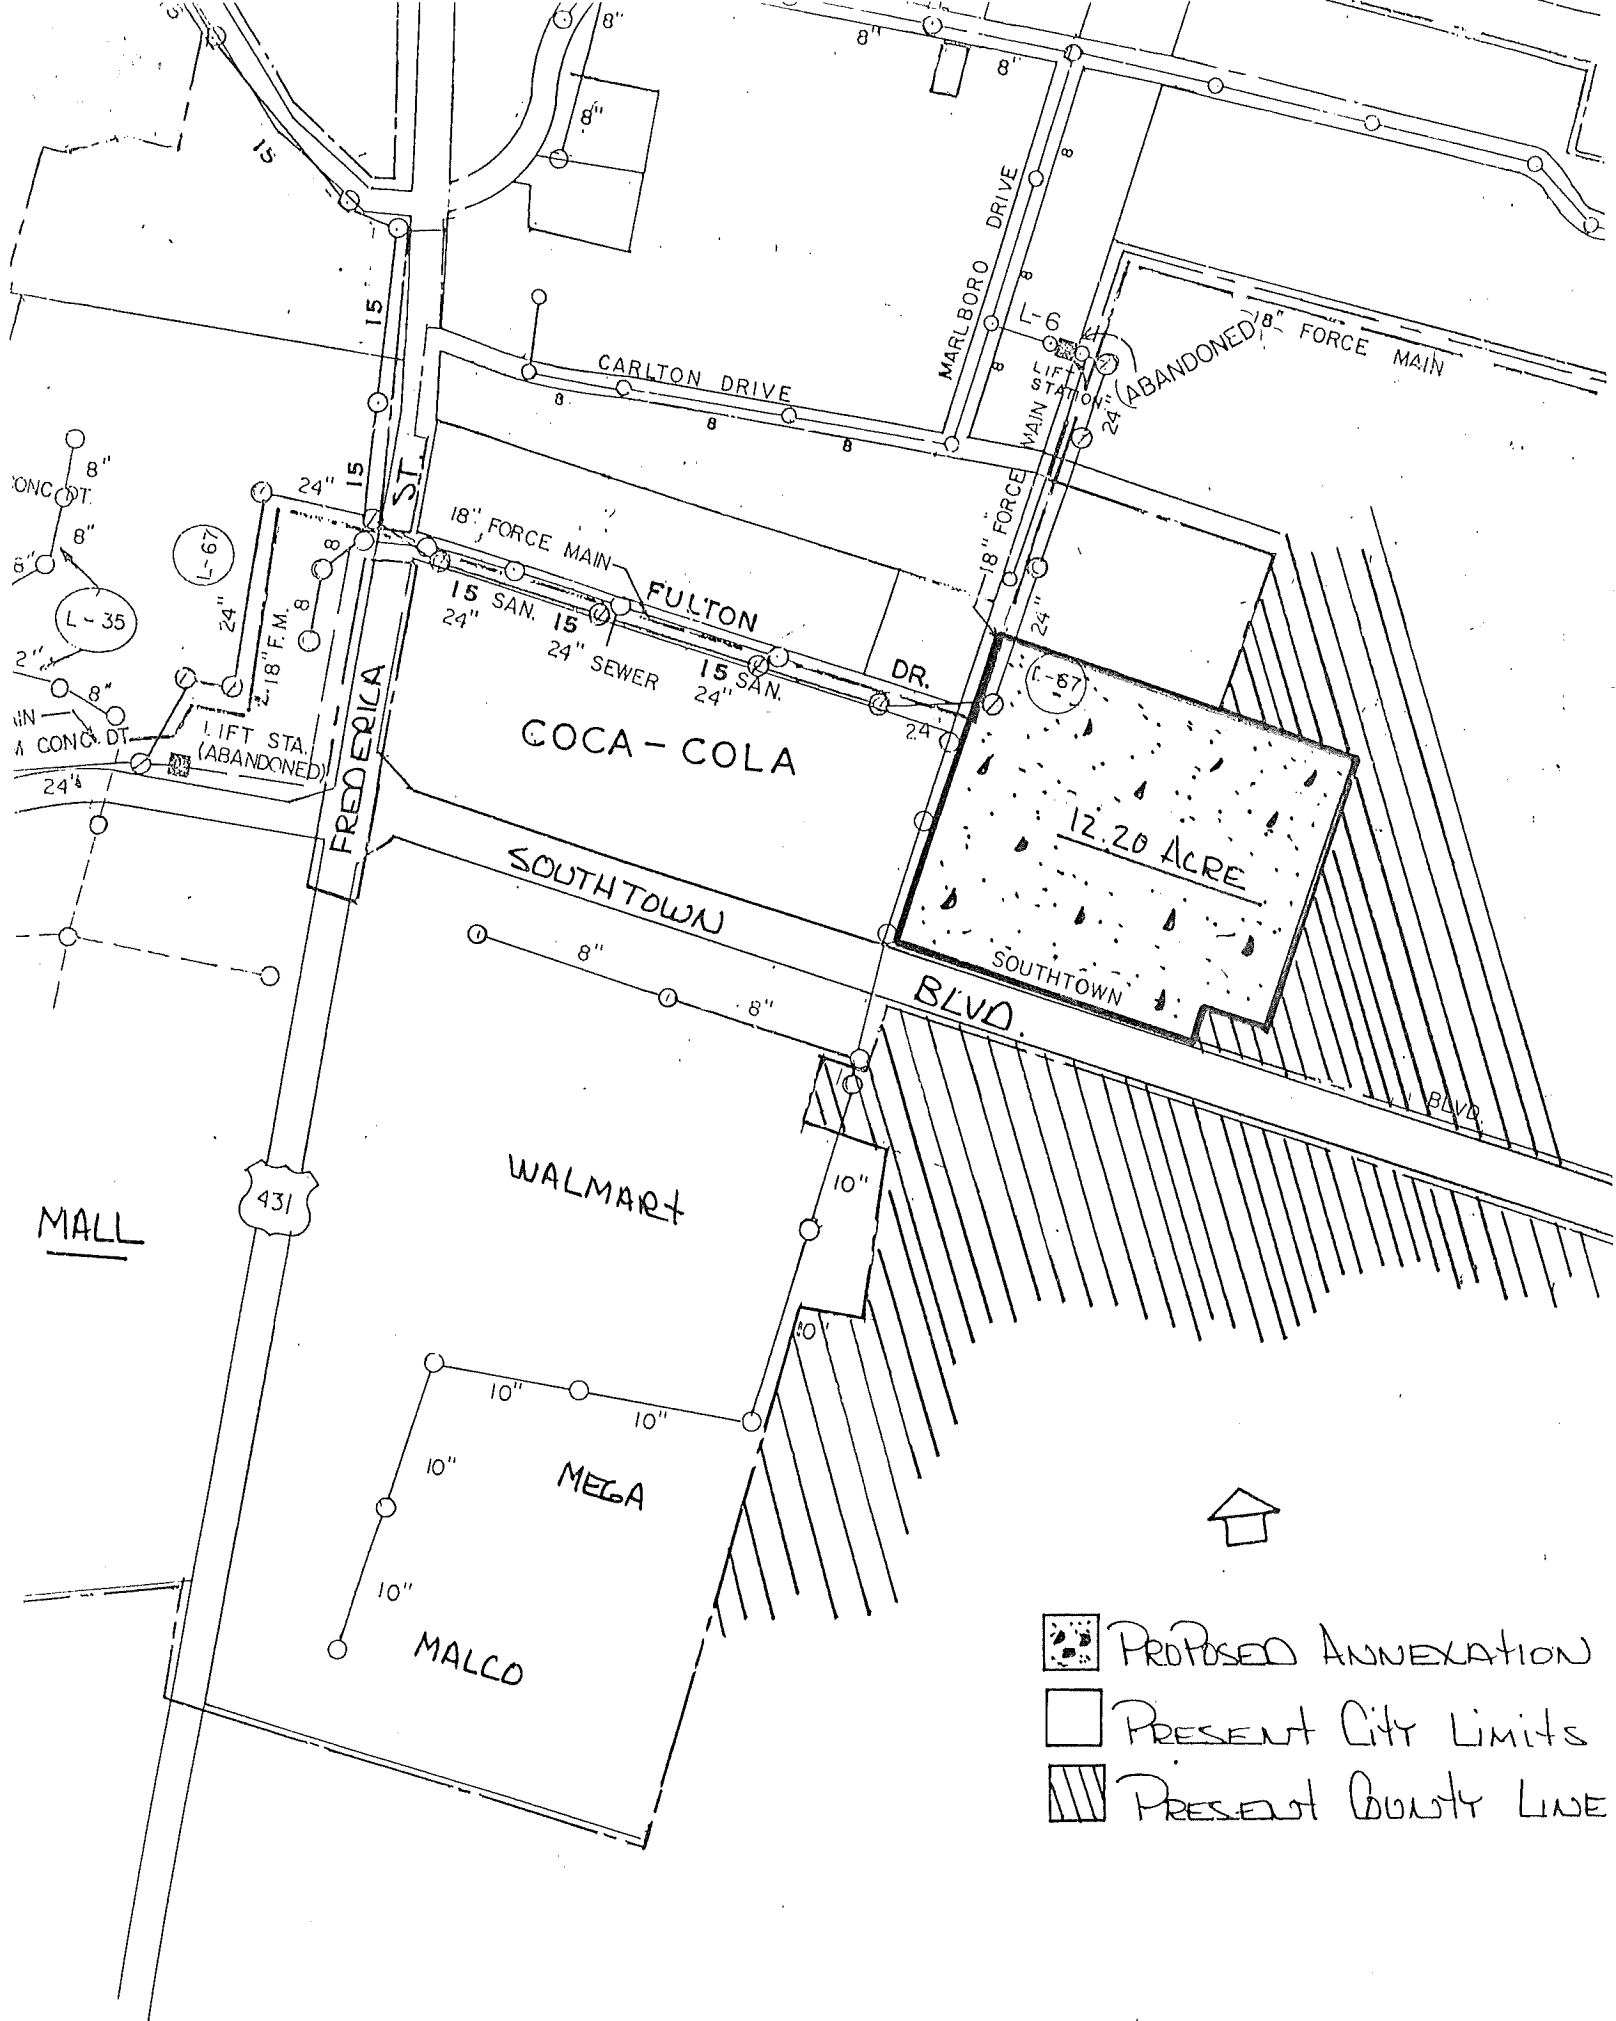 8"
8"
8"
8"
15
8
MARLBORO DRIVE
8
8
15
L-6
LIFT
STATION
(ABANDONED)
18" FORCE MAIN
CARLTON DRIVE
8
8
8
24"
18" FORCE MAIN
8"
8"
24"
15
ST.
18" FORCE MAIN
FULTON
DR.
L-67
24"
2-18" F.M.
8
8
L-35
2"
8"
CONC. DT.
LIFT STA.
(ABANDONED)
24"
15 SAN.
24"
15
24" SEWER
15 SAN.
24"
24
24"
L-67
COCA-COLA
FREDERICA
12.20 ACRE
SOUTHTOWN
SOUTHTOWN
BLVD.
BLVD.
8"
8"
10"
431
WALMART
MALL
10"
10"
10"
MEGA
10"
MALCO
PROPOSED ANNEXATION
PRESENT CITY LIMITS
PRESENT COUNTY LINE